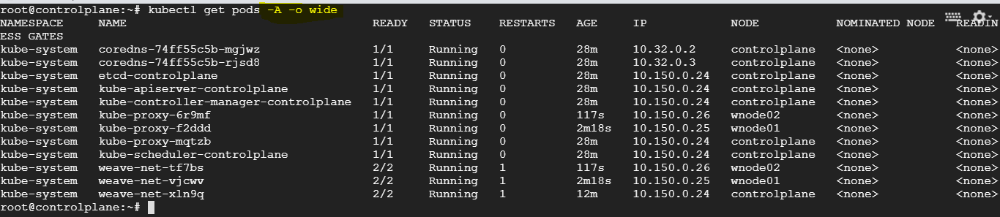 root@controlplane:~# kubectl get pods -A -o wide
NAMESPACE NAME READY STATUS RESTARTS AGE IP NODE NOMINATED NODE READIN
ESS GATES
kube-system coredns-74ff55c5b-mgjwz 1/1 Running 0 28m 10.32.0.2 controlplane <none> <none>
kube-system coredns-74ff55c5b-rjsd8 1/1 Running 0 28m 10.32.0.3 controlplane <none> <none>
kube-system etcd-controlplane 1/1 Running 0 28m 10.150.0.24 controlplane <none> <none>
kube-system kube-apiserver-controlplane 1/1 Running 0 28m 10.150.0.24 controlplane <none> <none>
kube-system kube-controller-manager-controlplane 1/1 Running 0 28m 10.150.0.24 controlplane <none> <none>
kube-system kube-proxy-6r9mf 1/1 Running 0 117s 10.150.0.26 wnode02 <none> <none>
kube-system kube-proxy-f2ddd 1/1 Running 0 2m18s 10.150.0.25 wnode01 <none> <none>
kube-system kube-proxy-mqtzb 1/1 Running 0 28m 10.150.0.24 controlplane <none> <none>
kube-system kube-scheduler-controlplane 1/1 Running 0 28m 10.150.0.24 controlplane <none> <none>
kube-system weave-net-tf7bs 2/2 Running 1 117s 10.150.0.26 wnode02 <none> <none>
kube-system weave-net-vjcwv 2/2 Running 1 2m18s 10.150.0.25 wnode01 <none> <none>
kube-system weave-net-xln9q 2/2 Running 1 12m 10.150.0.24 controlplane <none> <none>
root@controlplane:~#